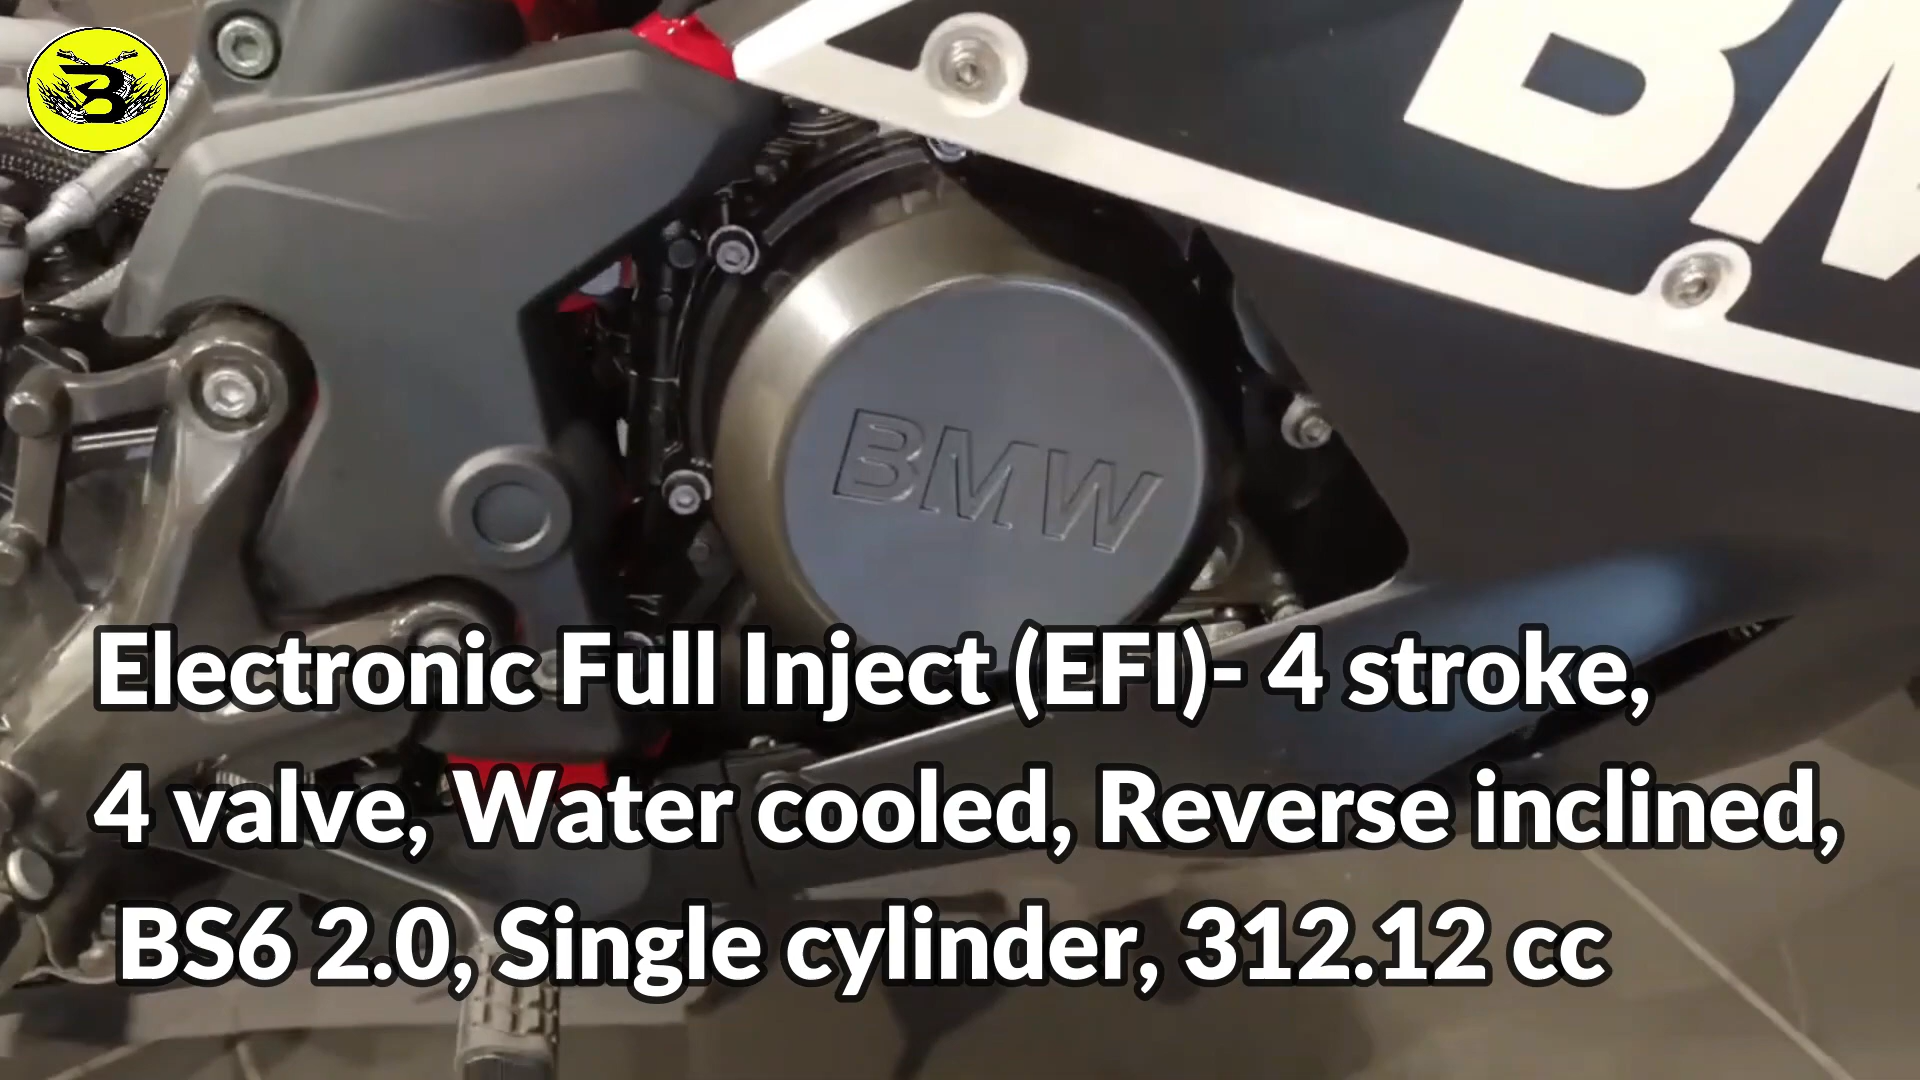 B
BM
BMW
Electronic Full Inject (EFI)- 4 stroke,
4 valve, Water cooled, Reverse inclined,
BS6 2.0, Single cylinder, 312.12 cc